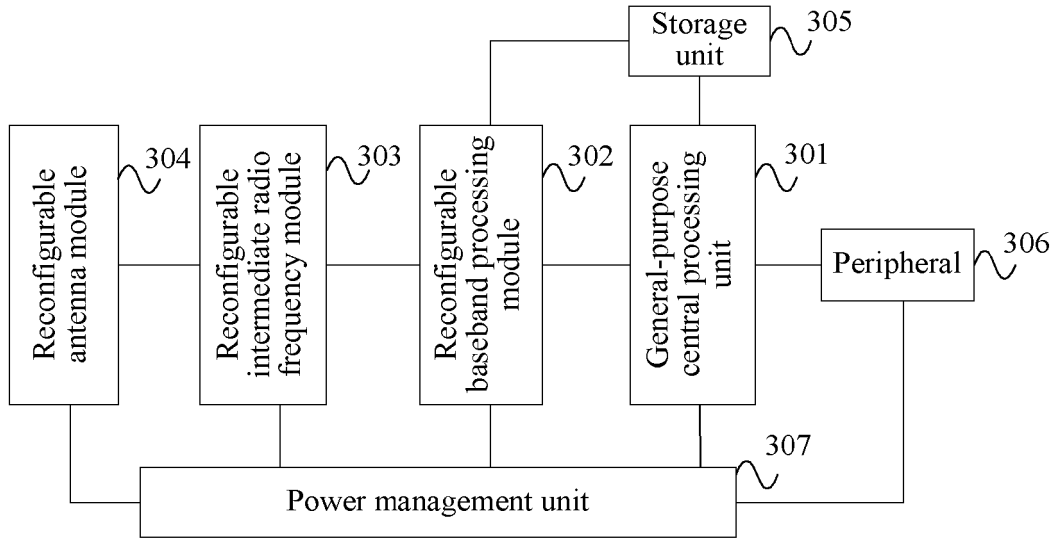 Storage
unit
305
Reconfigurable
antenna module
304
Reconfigurable
intermediate radio
frequency module
303
Reconfigurable
baseband processing
module
302
General-purpose
central processing
unit
301
Peripheral
306
Power management unit
307